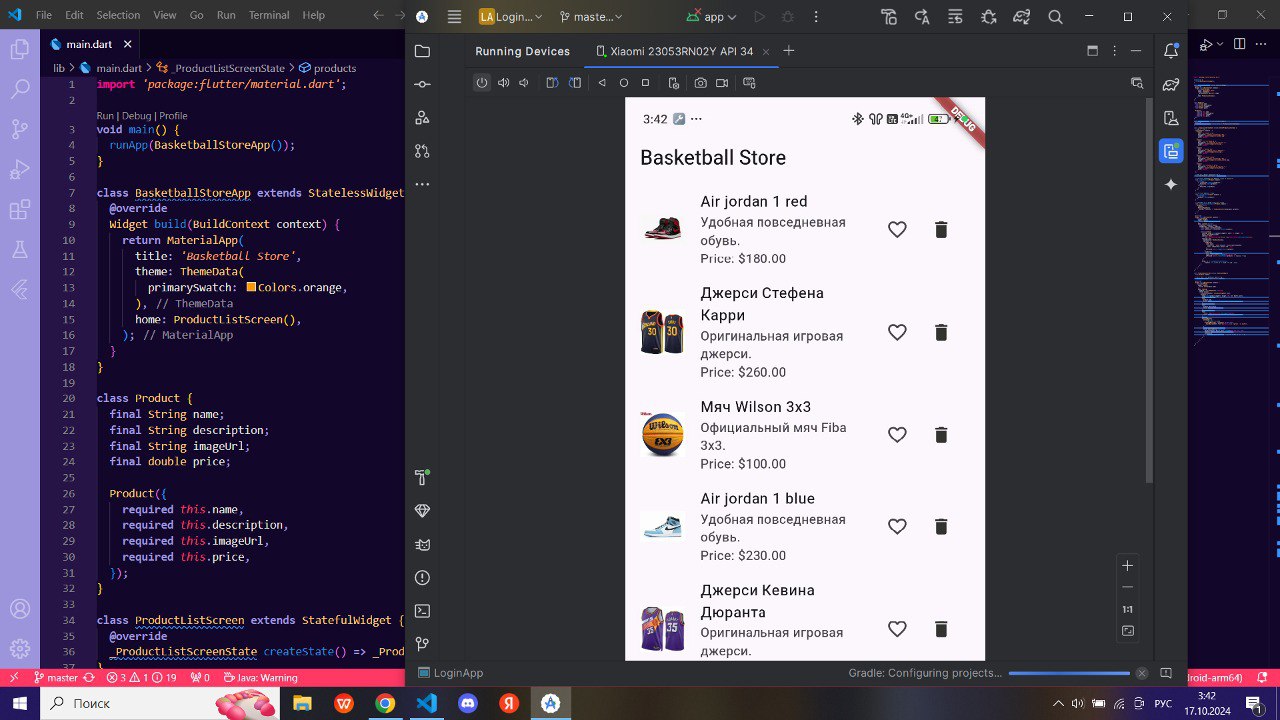 LA Login...
master...
app
main.dart
Running Devices
Xiaomi 23053RN02Y API 34
lib > main.dart > _ProductListScreenState > products
1 import 'package:flutter/material.dart';
2
Run | Debug | Profile
3 void main() {
4 runApp(BasketballStoreApp());
5 }
6
7 class BasketballStoreApp extends StatelessWidget
8 @override
9 Widget build(BuildContext context) {
10 return MaterialApp(
11 title: 'Basketball Store',
12 theme: ThemeData(
13 primarySwatch: Colors.orange,
14 ), // ThemeData
15 home: ProductListScreen(),
16 ); // MaterialApp
17 }
18 }
19
20 class Product {
21 final String name;
22 final String description;
23 final String imageUrl;
24 final double price;
25
26 Product({
27 required this.name,
28 required this.description,
29 required this.imageUrl,
30 required this.price,
31 });
32 }
33
34 class ProductListScreen extends StatefulWidget {
35 @override
36 _ProductListScreenState createState() => _Prod
37 }
3:42
4G
DEBUG
Basketball Store
Air jordan 1 red
Удобная повседневная
обувь.
Price: $180.00
Джерси Стефена
Карри
Оригинальная игровая
джерси.
Price: $260.00
Мяч Wilson 3x3
Официальный мяч Fiba
3x3.
Price: $100.00
Air jordan 1 blue
Удобная повседневная
обувь.
Price: $230.00
Джерси Кевина
Дюранта
Оригинальная игровая
джерси.
30
30
Wilson
3X3
35
1:1
LoginApp
Gradle: Configuring projects...
master
3 1 19
0
Java: Warning
droid-arm64)
Поиск
РУС
3:42
17.10.2024